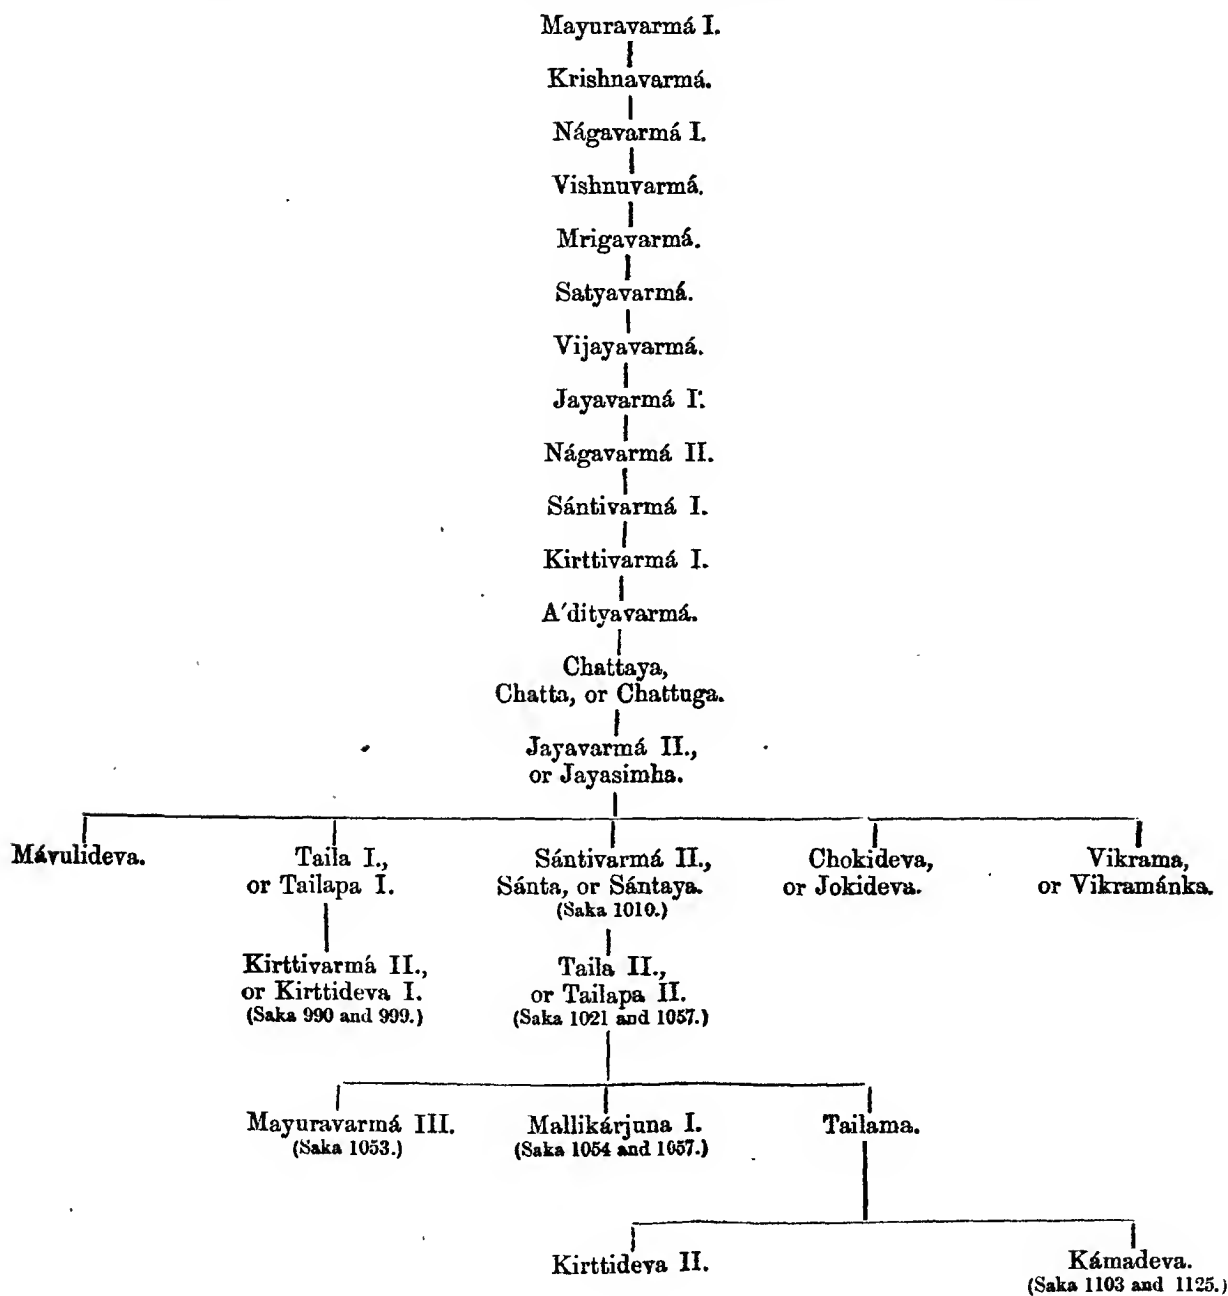 Mayuravarmá I.
Krishnavarmá.
Nágavarmá I.
Vishnuvarmá.
Mrigavarmá.
Satyavarmá.
Vijayavarmá.
Jayavarmá I.
Nágavarmá II.
Sántivarmá I.
Kirttivarmá I.
A'dityavarmá.
Chattaya,
Chatta, or Chattuga.
Jayavarmá II.,
or Jayasimha.
Mávulideva.
Taila I.,
or Tailapa I.
Sántivarmá II.,
Sánta, or Sántaya.
(Saka 1010.)
Chokideva,
or Jokideva.
Vikrama,
or Vikramánka.
Kirttivarmá II.,
or Kirttideva I.
(Saka 990 and 999.)
Taila II.,
or Tailapa II.
(Saka 1021 and 1057.)
Mayuravarmá III.
(Saka 1053.)
Mallikárjuna I.
(Saka 1054 and 1057.)
Tailama.
Kirttideva II.
Kámadeva.
(Saka 1103 and 1125.)